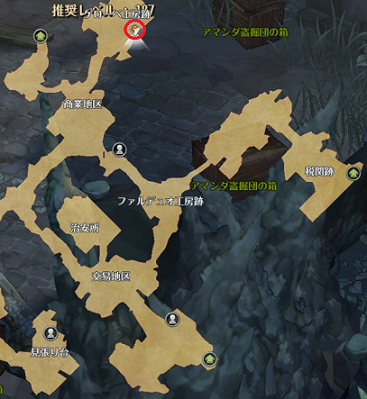 推奨レベル
アマンダ盗掘団の箱
商業地区
税関跡
アマンダ盗掘団の箱
ファルデュオ工房跡
治安所
交易地区
見張り台